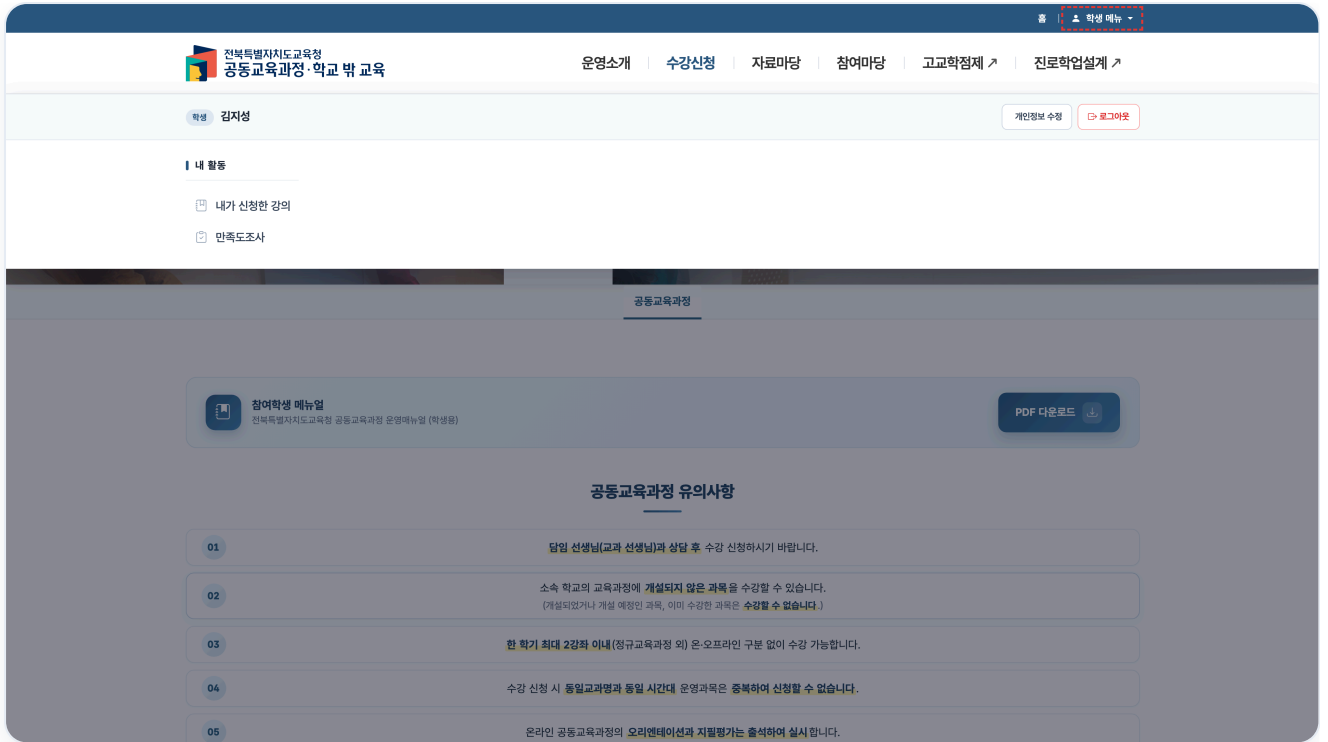 홈
학생 메뉴
전북특별자치도교육청
공동교육과정·학교 밖 교육
운영소개
수강신청
자료마당
참여마당
고교학점제
진로학업설계
학생 김지성
개인정보 수정
로그아웃
내 활동
내가 신청한 강의
만족도조사
공동교육과정
참여학생 메뉴얼
전북특별자치도교육청 공동교육과정 운영메뉴얼 (학생용)
PDF 다운로드
공동교육과정 유의사항
01
담임 선생님(교과 선생님)과 상담 후 수강 신청하시기 바랍니다.
02
소속 학교의 교육과정에 개설되지 않은 과목을 수강할 수 있습니다.
(개설되었거나 개설 예정인 과목, 이미 수강한 과목은 수강할 수 없습니다.)
03
한 학기 최대 2강좌 이내(정규교육과정 외) 온·오프라인 구분 없이 수강 가능합니다.
04
수강 신청 시 동일교과명과 동일 시간대 운영과목은 중복하여 신청할 수 없습니다.
05
온라인 공동교육과정의 오리엔테이션과 지필평가는 출석하여 실시합니다.